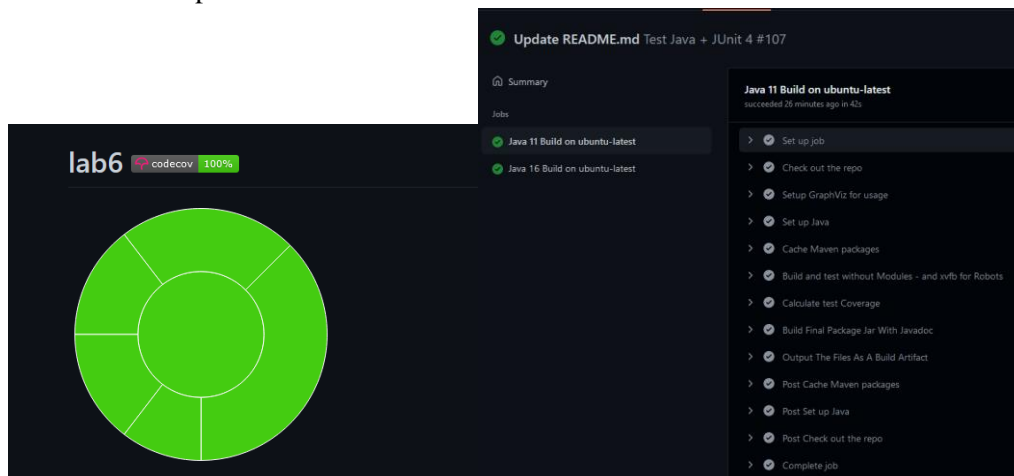 lab6 codecov 100%
Update README.md Test Java + JUnit 4 #107
Summary
Jobs
Java 11 Build on ubuntu-latest
Java 16 Build on ubuntu-latest
Java 11 Build on ubuntu-latest
succeeded 26 minutes ago in 42s
Set up job
Check out the repo
Setup GraphViz for usage
Set up Java
Cache Maven packages
Build and test without Modules - and xvfb for Robots
Calculate test Coverage
Build Final Package Jar With Javadoc
Output The Files As A Build Artifact
Post Cache Maven packages
Post Set up Java
Post Check out the repo
Complete job